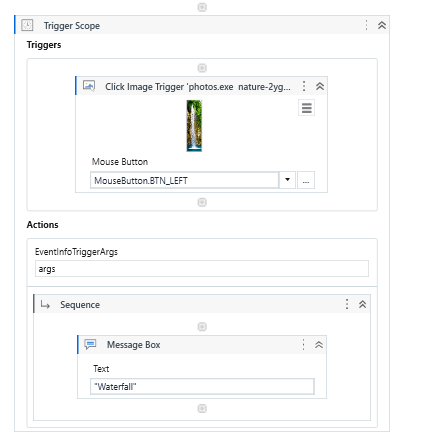 Trigger Scope
Triggers
Click Image Trigger 'photos.exe nature-2yg...
Mouse Button
MouseButton.BTN_LEFT
...
Actions
EventInfoTriggerArgs
args
Sequence
Message Box
Text
"Waterfall"